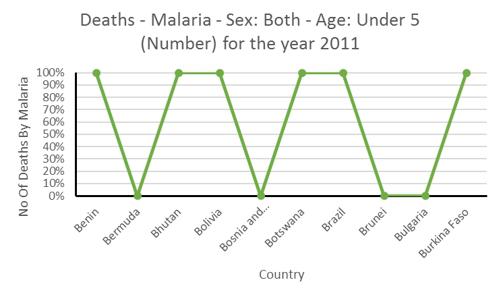 Deaths - Malaria - Sex: Both - Age: Under 5
(Number) for the year 2011
No Of Deaths By Malaria
100%
90%
80%
70%
60%
50%
40%
30%
20%
10%
0%
Benin
Bermuda
Bhutan
Bolivia
Bosnia and...
Botswana
Brazil
Brunei
Bulgaria
Burkina Faso
Country